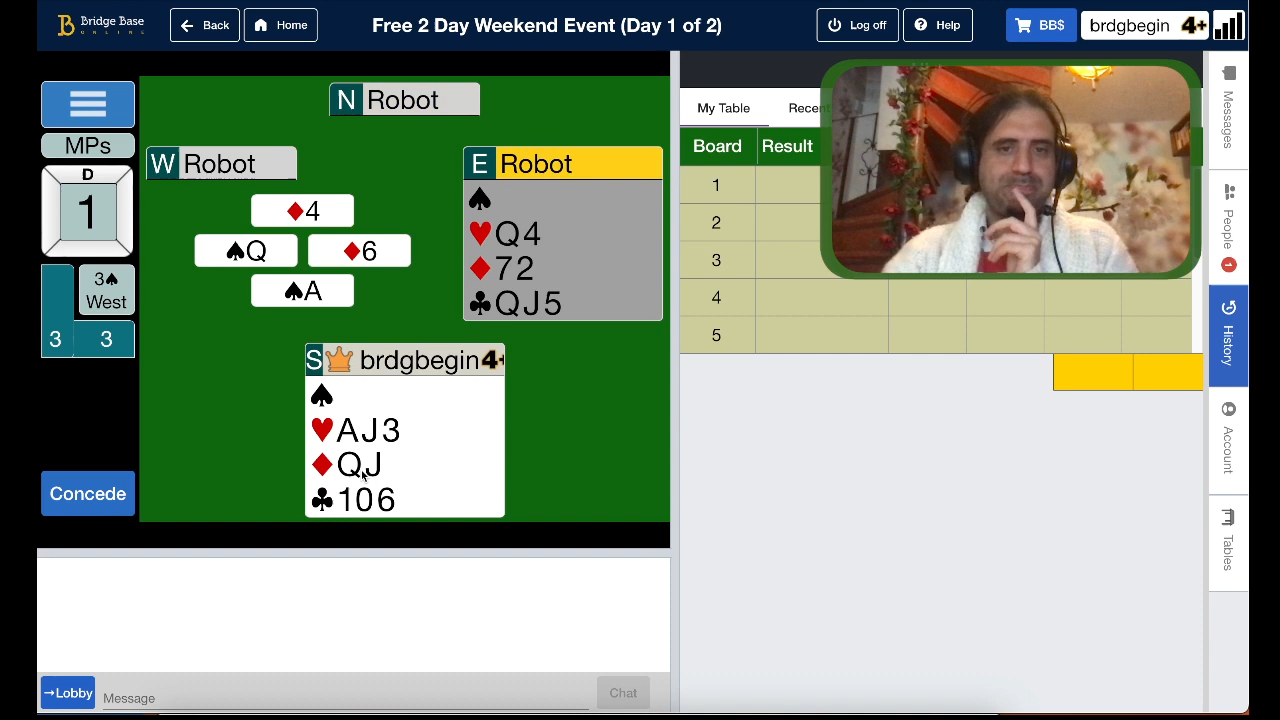 Bridge Base
ONLINE
Back
Home
Free 2 Day Weekend Event (Day 1 of 2)
Log off
Help
BB$
brdgbegin 4+
MPs
D
1
3♠
West
3
3
Concede
N Robot
W Robot
E Robot
♠
♥Q4
♦72
♣QJ5
♦4
♠Q
♦6
♠A
S brdgbegin4+
♠
♥AJ3
♦QJ
♣106
→Lobby
Message
Chat
My Table
Recen
Board
Result
1
2
3
4
5
Messages
People
1
History
Account
Tables